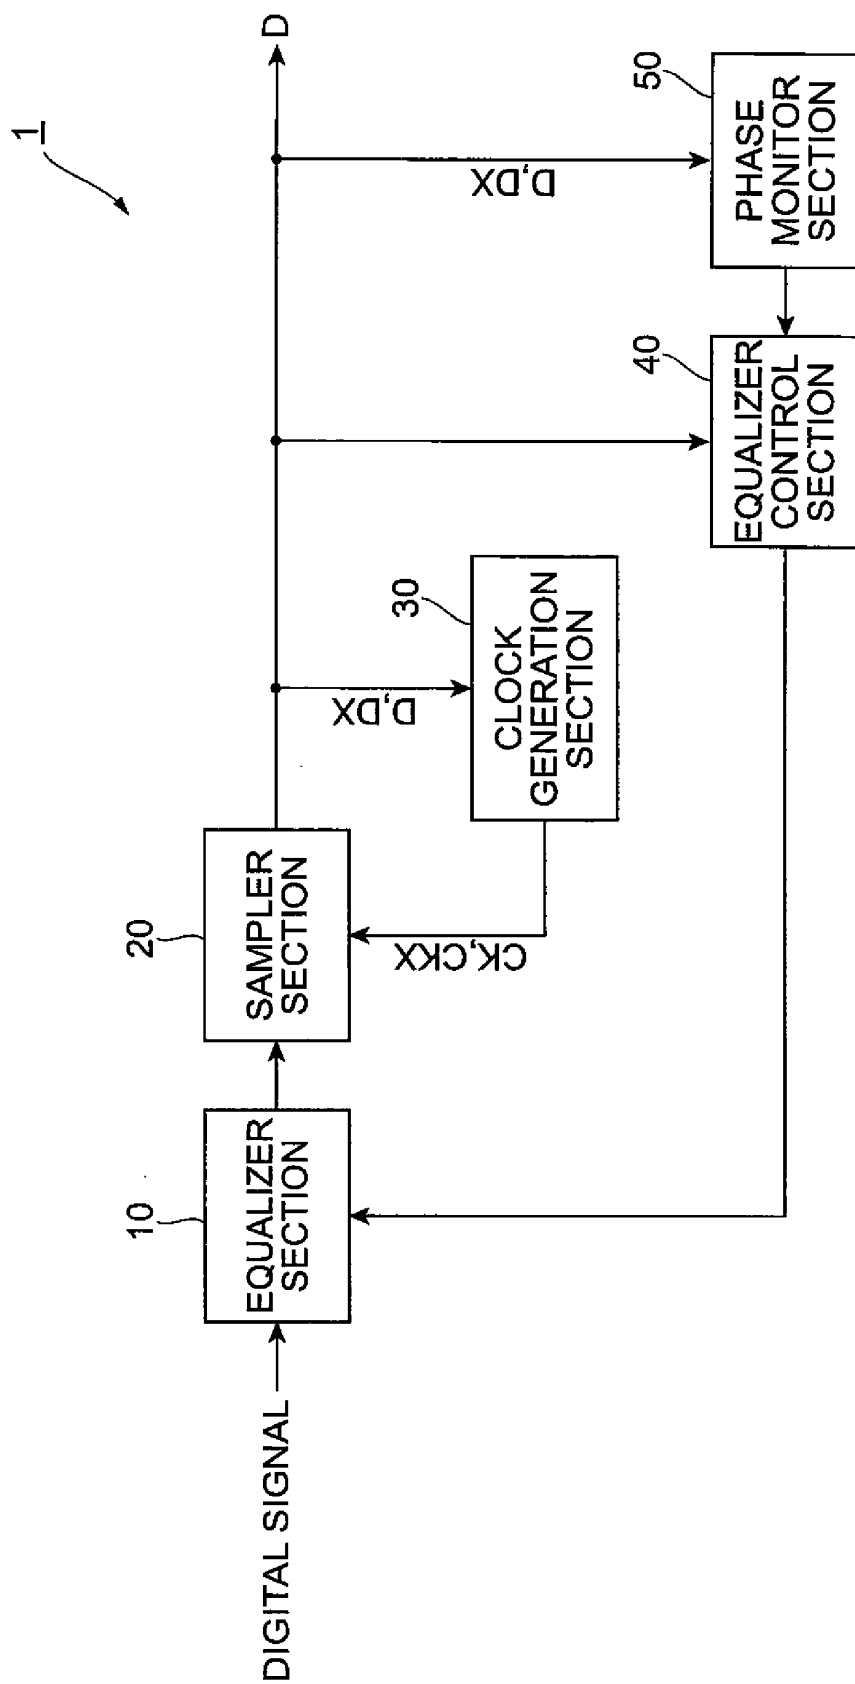 1
DIGITAL SIGNAL
10
EQUALIZER
SECTION
20
SAMPLER
SECTION
D
CK,CKX
D,DX
30
CLOCK
GENERATION
SECTION
D,DX
40
EQUALIZER
CONTROL
SECTION
50
PHASE
MONITOR
SECTION